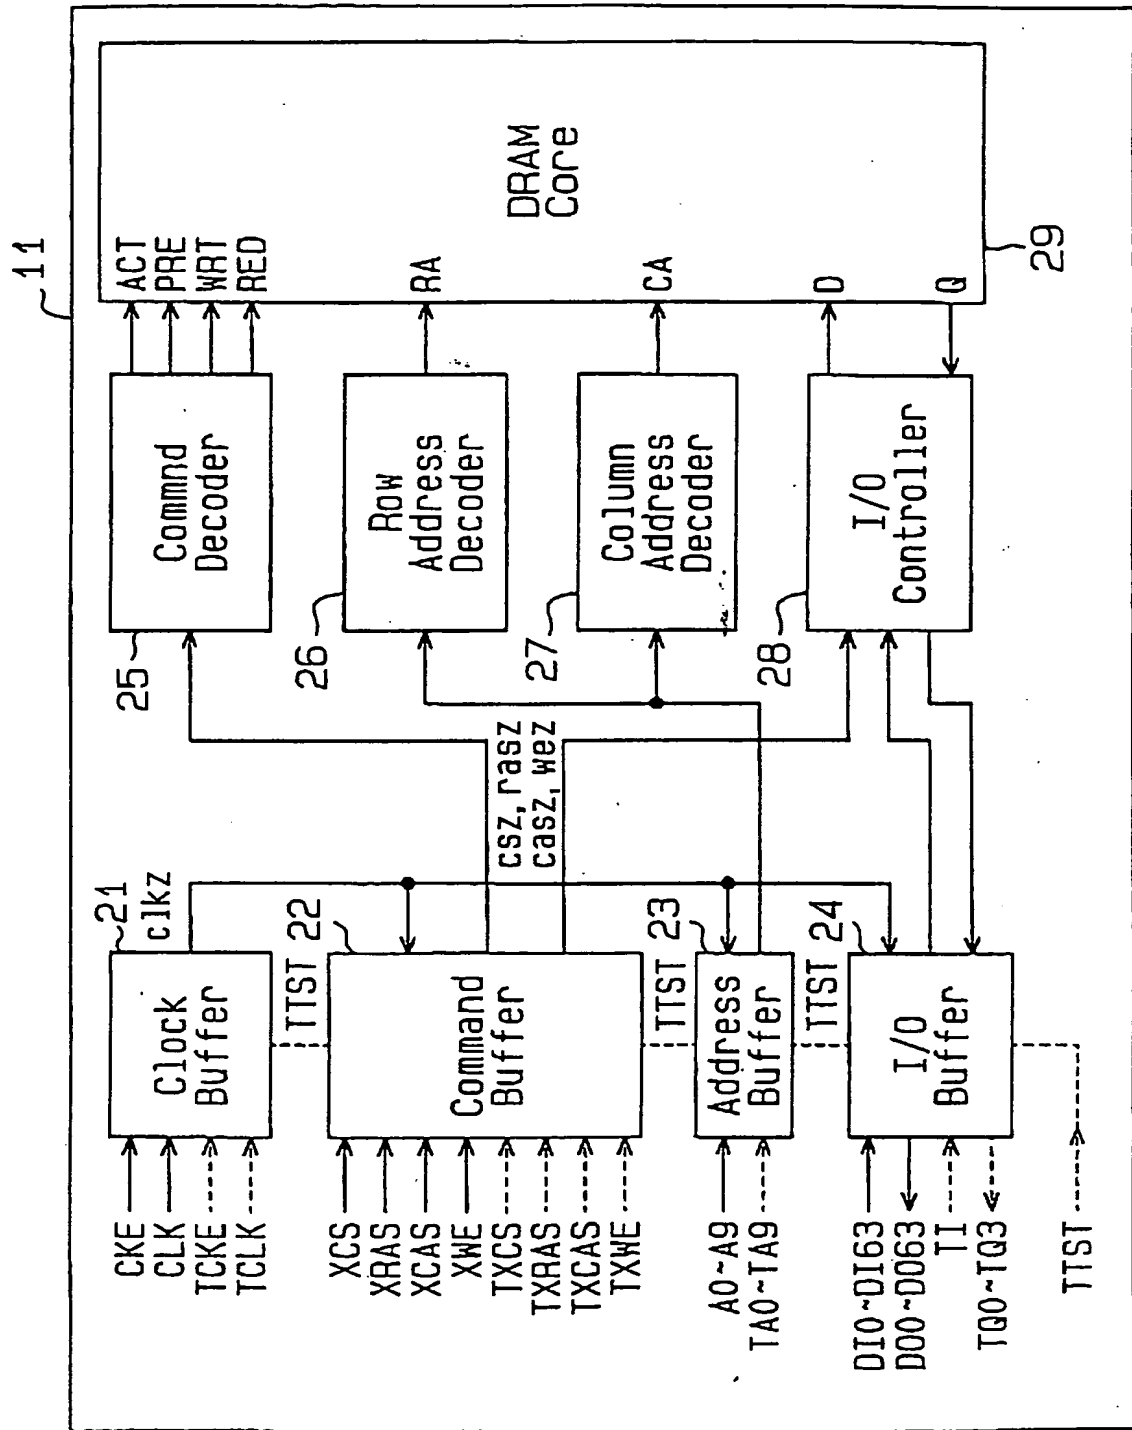 11
CKE
CLK
TCKE
TCLK
Clock
Buffer
21
clkz
TTST
XCS
XRAS
XCAS
XWE
TXCS
TXRAS
TXCAS
TXWE
Command
Buffer
22
csz, rasz
casz, wez
TTST
A0~A9
TA0~TA9
Address
Buffer
23
TTST
DI0~DI63
DO0~DO63
TI
TQ0~TQ3
I/O
Buffer
24
TTST
25
Commnd
Decoder
26
Row
Address
Decoder
27
Column
Address
Decoder
28
I/O
Controller
ACT
PRE
WRT
RED
RA
CA
D
Q
DRAM
Core
29